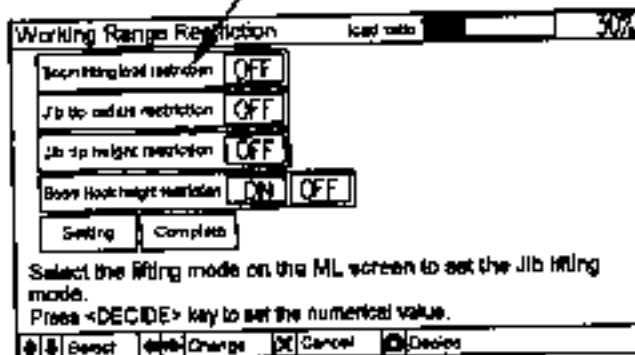 Working Range Restriction load ratio 30%
Boom lifting load restriction OFF
Jib tip radius restriction OFF
Jib tip height restriction OFF
Boom Hook height restriction ON OFF
Setting Complete
Select the lifting mode on the ML screen to set the Jib lifting
mode.
Press <DECIDE> key to set the numerical value.
Select Change Cancel Decide